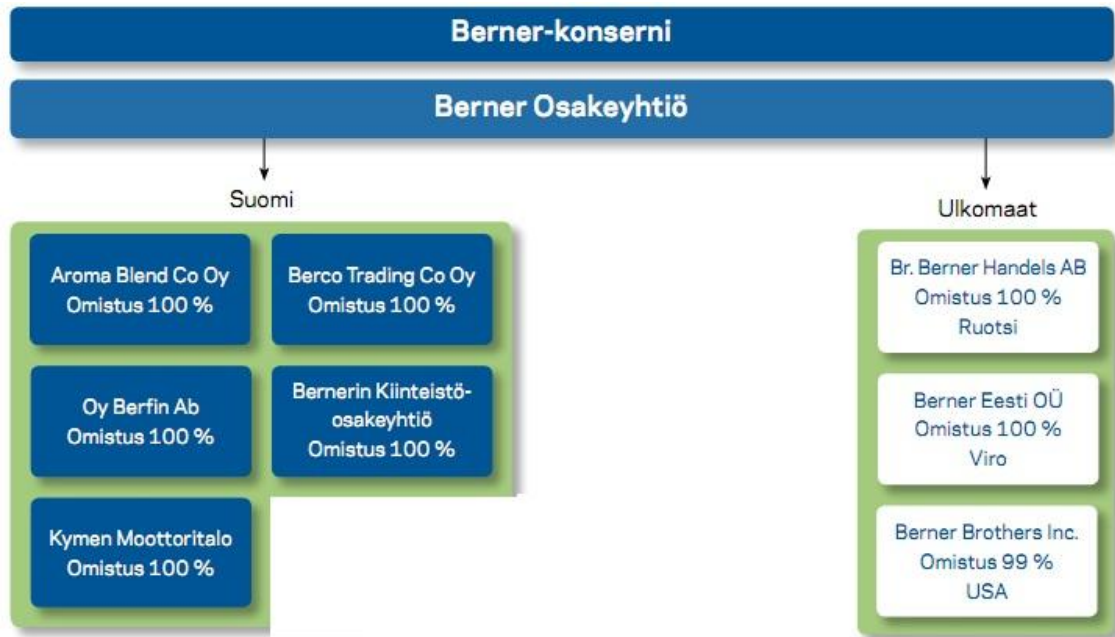 Berner-konserni
Berner Osakeyhtiö
Suomi
Aroma Blend Co Oy
Omistus 100 %
Berco Trading Co Oy
Omistus 100 %
Oy Berfin Ab
Omistus 100 %
Bernerin Kiinteistö-
osakeyhtiö
Omistus 100 %
Kymen Moottoritalo
Omistus 100 %
Ulkomaat
Br. Berner Handels AB
Omistus 100 %
Ruotsi
Berner Eesti OÜ
Omistus 100 %
Viro
Berner Brothers Inc.
Omistus 99 %
USA